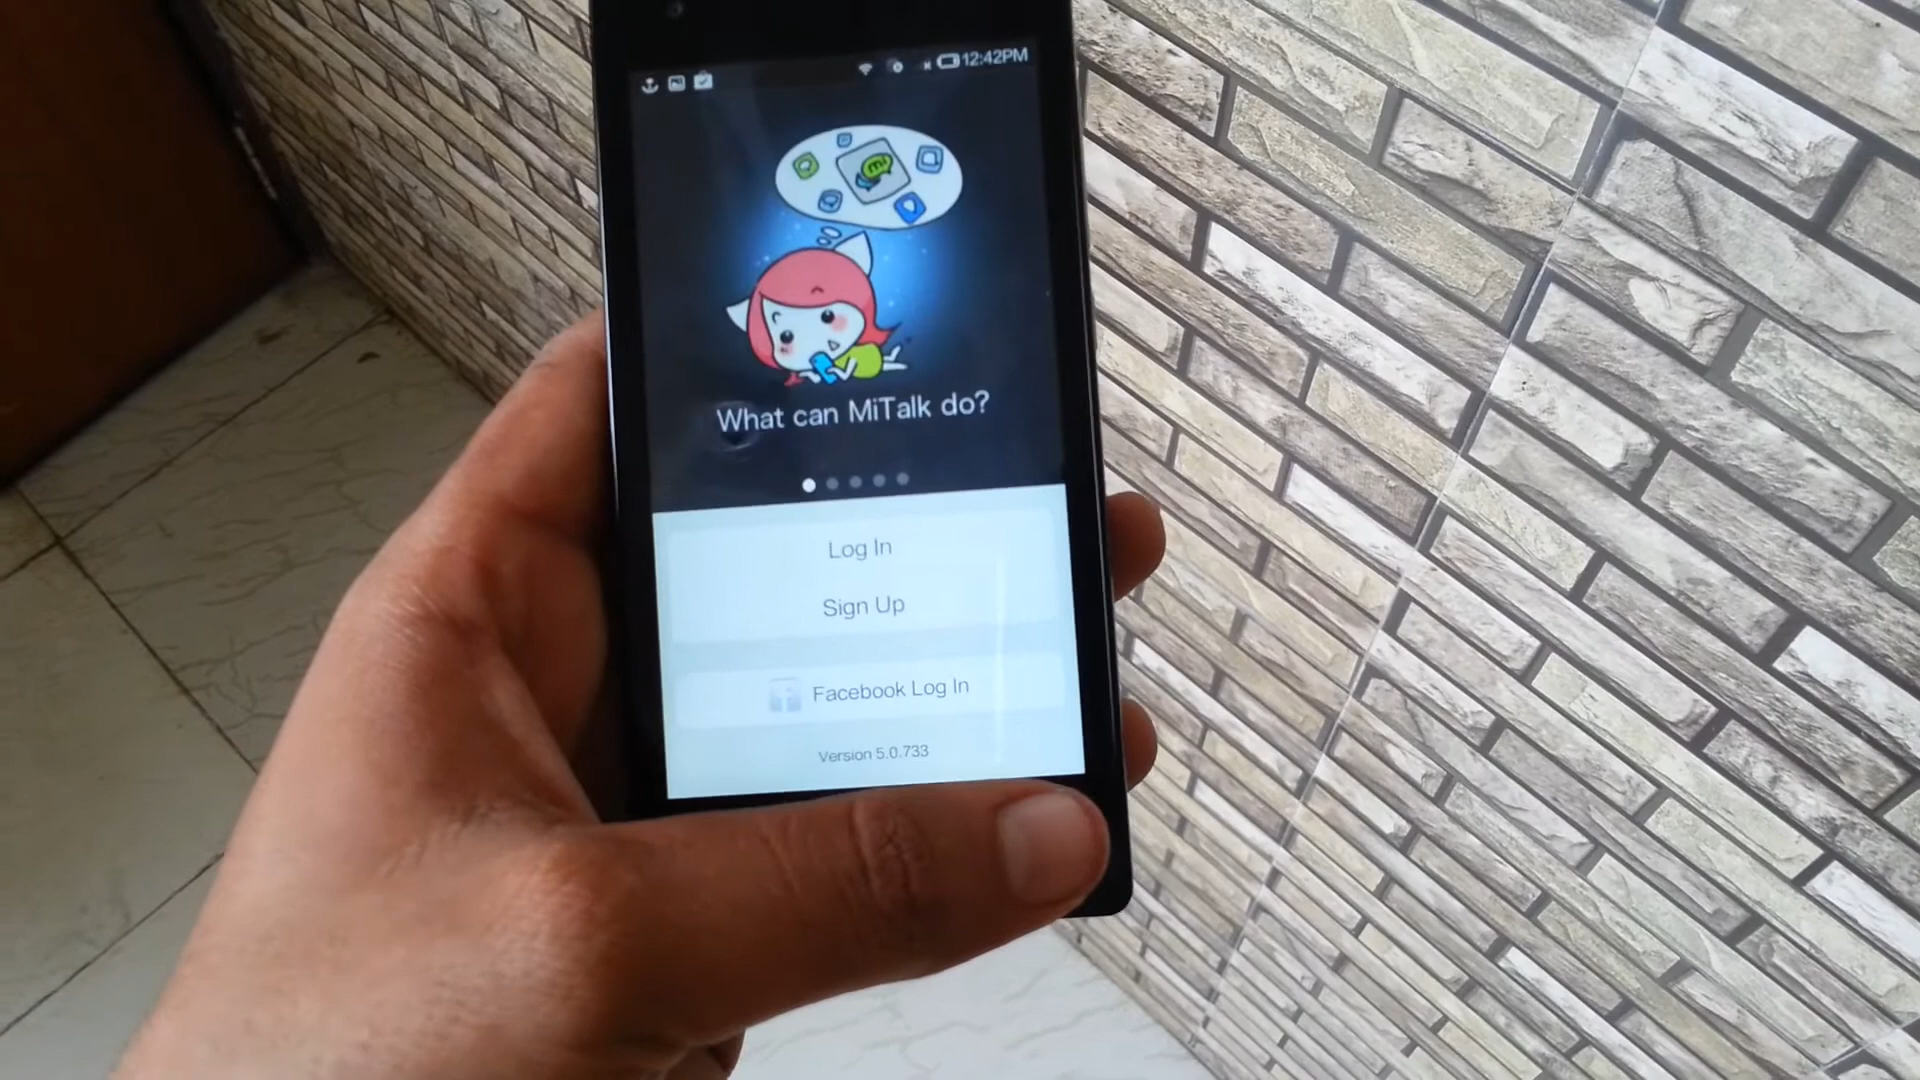 12:42PM
mi
What can MiTalk do?
Log In
Sign Up
Facebook Log In
Version 5.0.733